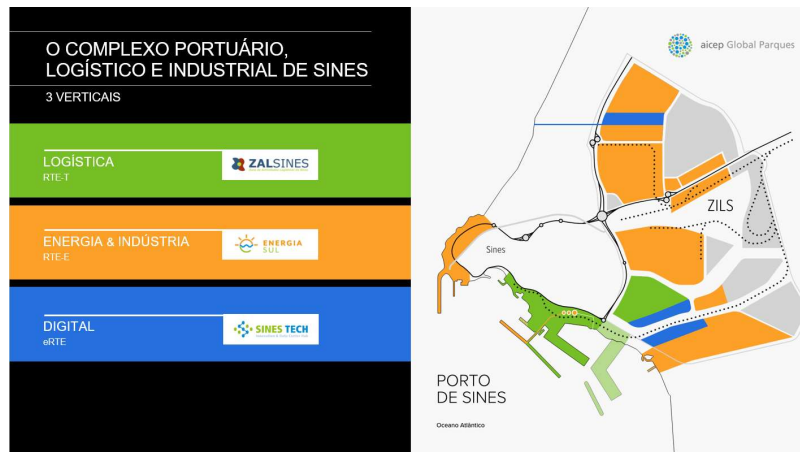 O COMPLEXO PORTUÁRIO,
LOGÍSTICO E INDUSTRIAL DE SINES
3 VERTICAIS
LOGÍSTICA
RTE-T
ZALSINES
ENERGIA & INDÚSTRIA
RTE-E
ENERGIA
SUL
DIGITAL
eRTE
SINES TECH
aicep Global Parques
ZILS
Sines
PORTO
DE SINES
Oceano Atlântico